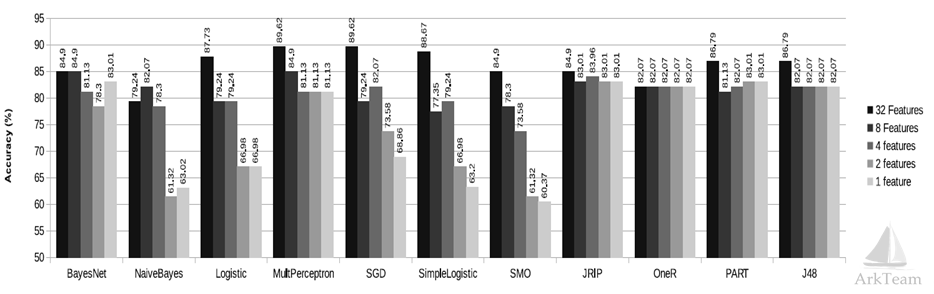 Accuracy (%)
95
90
85
80
75
70
65
60
55
50
84.9 84.9 81.13 78.3 83.01
79.24 82.07 78.3 61.32 63.02
87.73 79.24 79.24 66.98 66.98
89.62 84.9 81.13 81.13 81.13
89.62 79.24 82.07 73.58 68.86
88.67 77.35 79.24 66.98 63.2
84.9 78.3 73.58 61.32 60.37
84.9 83.01 83.96 83.01 83.01
82.07 82.07 82.07 82.07 82.07
86.79 81.13 82.07 83.01 83.01
86.79 82.07 82.07 82.07 82.07
BayesNet NaiveBayes Logistic MultPerceptron SGD SimpleLogistic SMO JRIP OneR PART J48
32 Features
8 Features
4 features
2 features
1 feature
ArkTeam